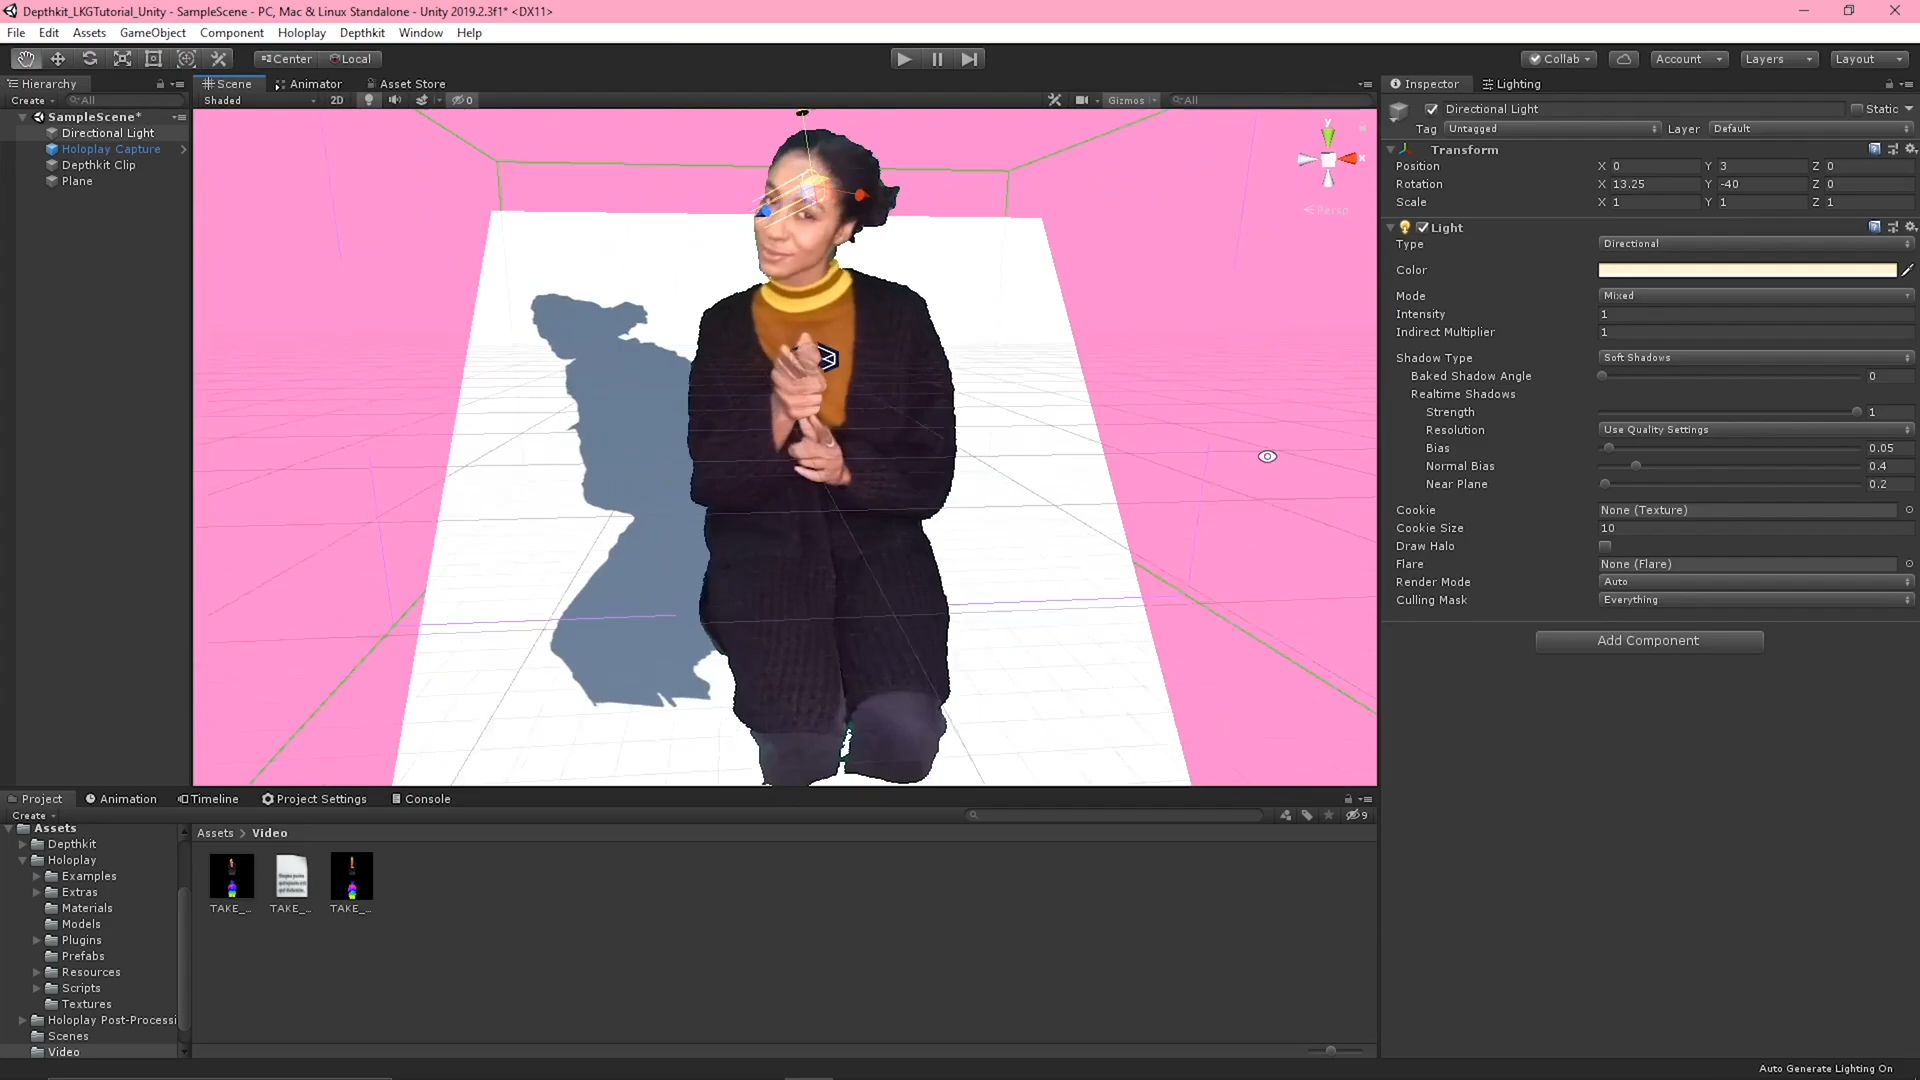 Depthkit_LKGTutorial_Unity - SampleScene - PC, Mac & Linux Standalone - Unity 2019.2.3f1* <DX11>
File Edit Assets GameObject Component Holoplay Depthkit Window Help
Center Local Collab Account Layers Layout
Hierarchy
Create All
SampleScene*
Directional Light
Holoplay Capture
Depthkit Clip
Plane
Scene Animator Asset Store
Shaded 2D 0 Gizmos All
y
x
Persp
Inspector Lighting
Directional Light Static
Tag Untagged Layer Default
Transform
Position X 0 Y 3 Z 0
Rotation X 13.25 Y -40 Z 0
Scale X 1 Y 1 Z 1
Light
Type Directional
Color
Mode Mixed
Intensity 1
Indirect Multiplier 1
Shadow Type Soft Shadows
Baked Shadow Angle 0
Realtime Shadows
Strength 1
Resolution Use Quality Settings
Bias 0.05
Normal Bias 0.4
Near Plane 0.2
Cookie None (Texture)
Cookie Size 10
Draw Halo
Flare None (Flare)
Render Mode Auto
Culling Mask Everything
Add Component
Project Animation Timeline Project Settings Console
Create 9
Assets
Depthkit
Holoplay
Examples
Extras
Materials
Models
Plugins
Prefabs
Resources
Scripts
Textures
Holoplay Post-Processi
Scenes
Video
Assets > Video
TAKE_... TAKE_... TAKE_...
Auto Generate Lighting On